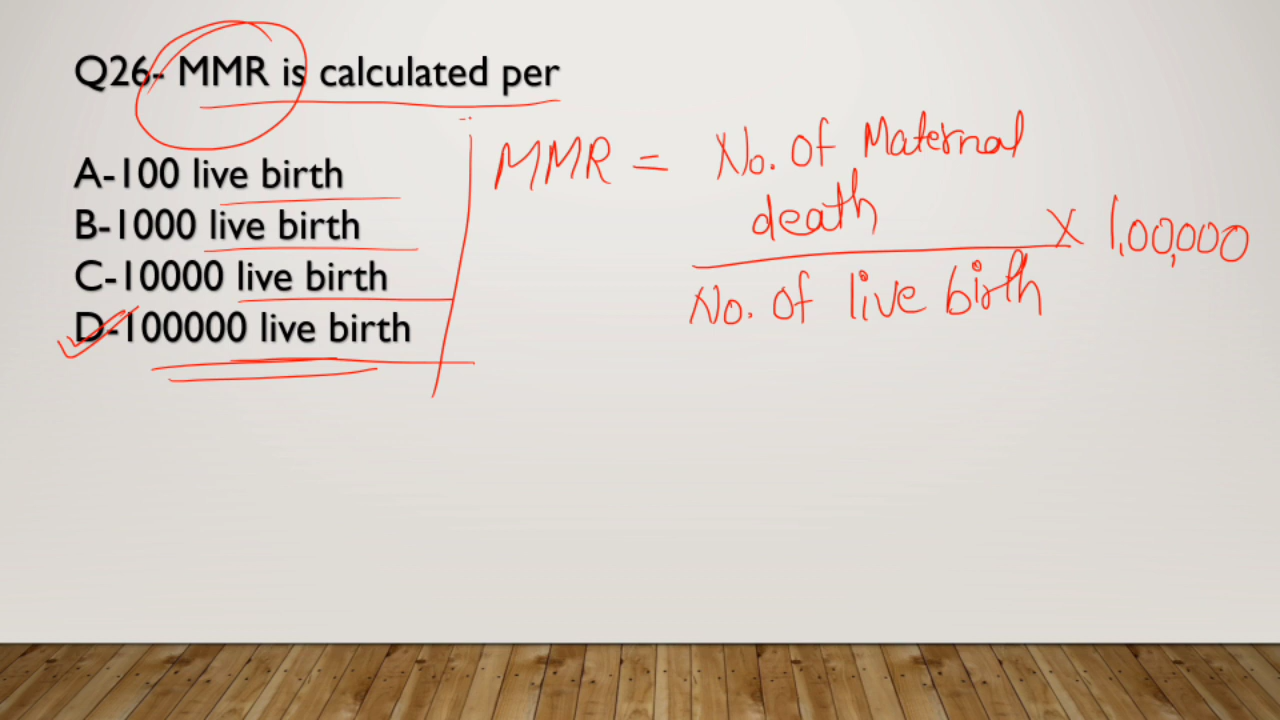 Q26- MMR is calculated per
A-100 live birth
B-1000 live birth
C-10000 live birth
D-100000 live birth
MMR = No. of Maternal
death
X 1,00,000
No. of live birth